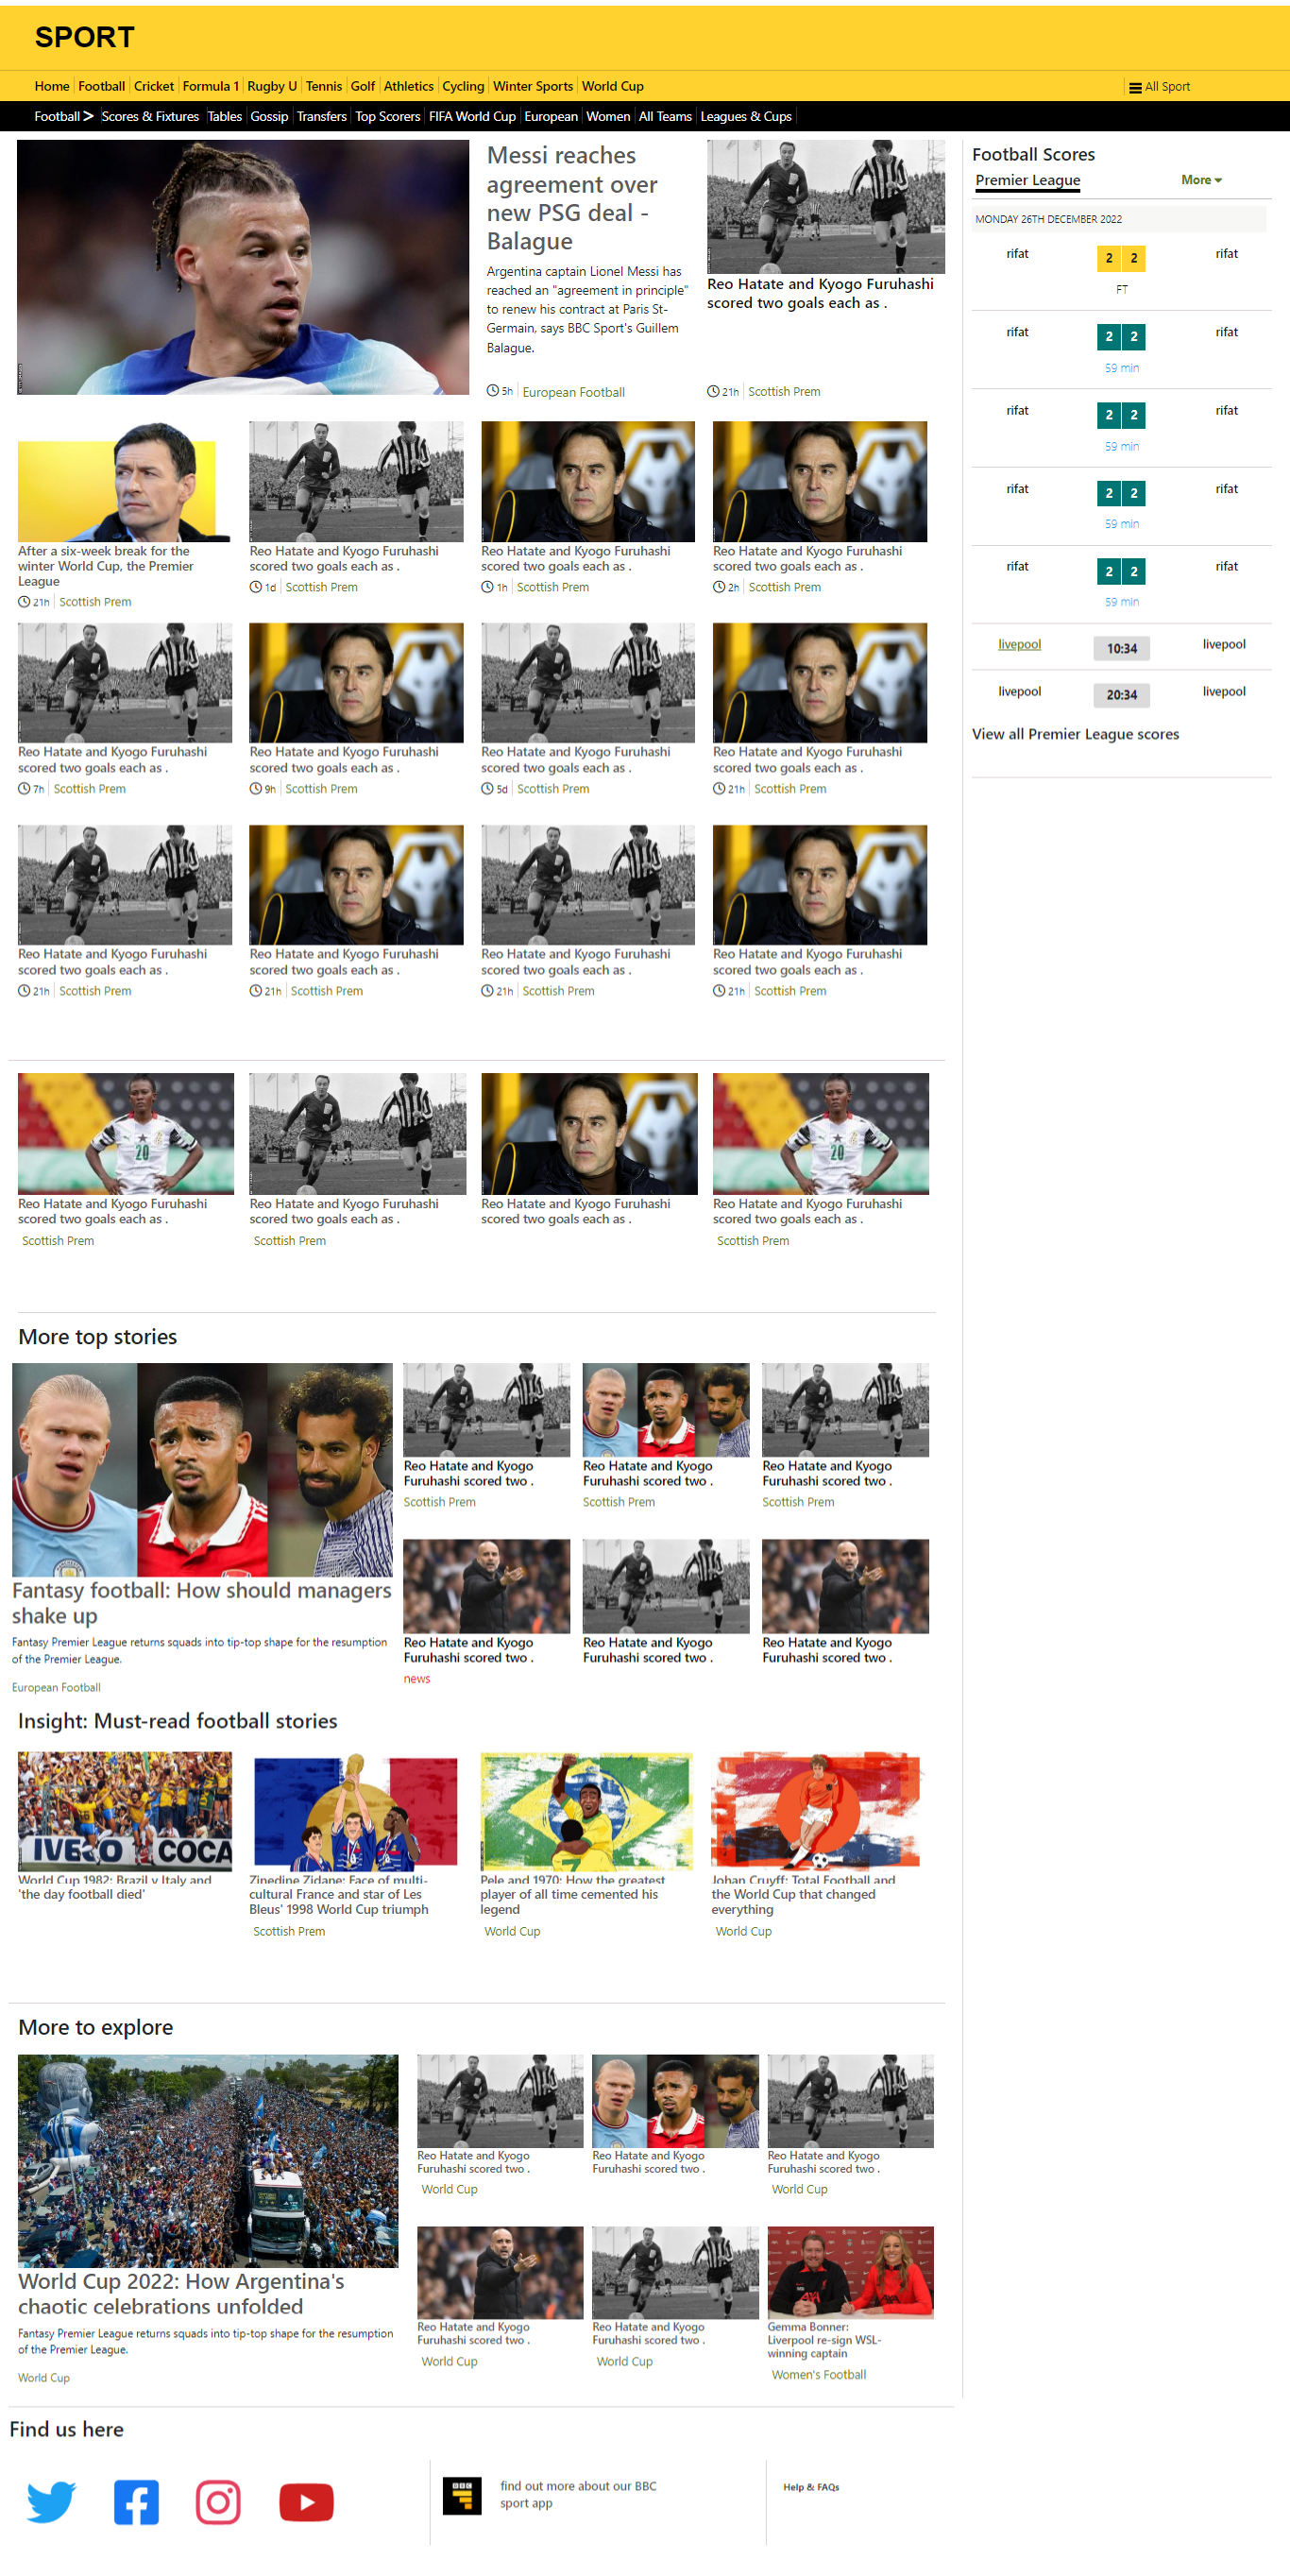 SPORT
Home Football Cricket Formula 1 Rugby U Tennis Golf Athletics Cycling Winter Sports World Cup
All Sport
Football > Scores & Fixtures Tables Gossip Transfers Top Scorers FIFA World Cup European Women All Teams Leagues & Cups
Messi reaches
agreement over
new PSG deal -
Balague
Argentina captain Lionel Messi has
reached an "agreement in principle"
to renew his contract at Paris St-
Germain, says BBC Sport's Guillem
Balague.
5h European Football
Reo Hatate and Kyogo Furuhashi
scored two goals each as .
21h Scottish Prem
After a six-week break for the
winter World Cup, the Premier
League
21h Scottish Prem
Reo Hatate and Kyogo Furuhashi
scored two goals each as .
1d Scottish Prem
Reo Hatate and Kyogo Furuhashi
scored two goals each as .
1h Scottish Prem
Reo Hatate and Kyogo Furuhashi
scored two goals each as .
2h Scottish Prem
Reo Hatate and Kyogo Furuhashi
scored two goals each as .
7h Scottish Prem
Reo Hatate and Kyogo Furuhashi
scored two goals each as .
9h Scottish Prem
Reo Hatate and Kyogo Furuhashi
scored two goals each as .
5d Scottish Prem
Reo Hatate and Kyogo Furuhashi
scored two goals each as .
21h Scottish Prem
Reo Hatate and Kyogo Furuhashi
scored two goals each as .
21h Scottish Prem
Reo Hatate and Kyogo Furuhashi
scored two goals each as .
21h Scottish Prem
Reo Hatate and Kyogo Furuhashi
scored two goals each as .
21h Scottish Prem
Reo Hatate and Kyogo Furuhashi
scored two goals each as .
21h Scottish Prem
20
Reo Hatate and Kyogo Furuhashi
scored two goals each as .
Scottish Prem
Reo Hatate and Kyogo Furuhashi
scored two goals each as .
Scottish Prem
Reo Hatate and Kyogo Furuhashi
scored two goals each as .
20
Reo Hatate and Kyogo Furuhashi
scored two goals each as .
Scottish Prem
More top stories
Fantasy football: How should managers
shake up
Fantasy Premier League returns squads into tip-top shape for the resumption
of the Premier League.
European Football
Reo Hatate and Kyogo
Furuhashi scored two .
Scottish Prem
Reo Hatate and Kyogo
Furuhashi scored two .
Scottish Prem
Reo Hatate and Kyogo
Furuhashi scored two .
Scottish Prem
Reo Hatate and Kyogo
Furuhashi scored two .
news
Reo Hatate and Kyogo
Furuhashi scored two .
Reo Hatate and Kyogo
Furuhashi scored two .
Insight: Must-read football stories
IVECO COCA
World Cup 1982: Brazil v Italy and
'the day football died'
Zinedine Zidane: Face of multi-
cultural France and star of Les
Bleus' 1998 World Cup triumph
Scottish Prem
7
Pele and 1970: How the greatest
player of all time cemented his
legend
World Cup
Johan Cruyff: Total Football and
the World Cup that changed
everything
World Cup
More to explore
World Cup 2022: How Argentina's
chaotic celebrations unfolded
Fantasy Premier League returns squads into tip-top shape for the resumption
of the Premier League.
World Cup
Reo Hatate and Kyogo
Furuhashi scored two .
World Cup
Reo Hatate and Kyogo
Furuhashi scored two .
Reo Hatate and Kyogo
Furuhashi scored two .
World Cup
Reo Hatate and Kyogo
Furuhashi scored two .
World Cup
Reo Hatate and Kyogo
Furuhashi scored two .
World Cup
Gemma Bonner:
Liverpool re-sign WSL-
winning captain
Women's Football
Football Scores
Premier League
More
MONDAY 26TH DECEMBER 2022
rifat 2 2 rifat
FT
rifat 2 2 rifat
59 min
rifat 2 2 rifat
59 min
rifat 2 2 rifat
59 min
rifat 2 2 rifat
59 min
livepool 10:34 livepool
livepool 20:34 livepool
View all Premier League scores
Find us here
BBC
find out more about our BBC
sport app
Help & FAQs